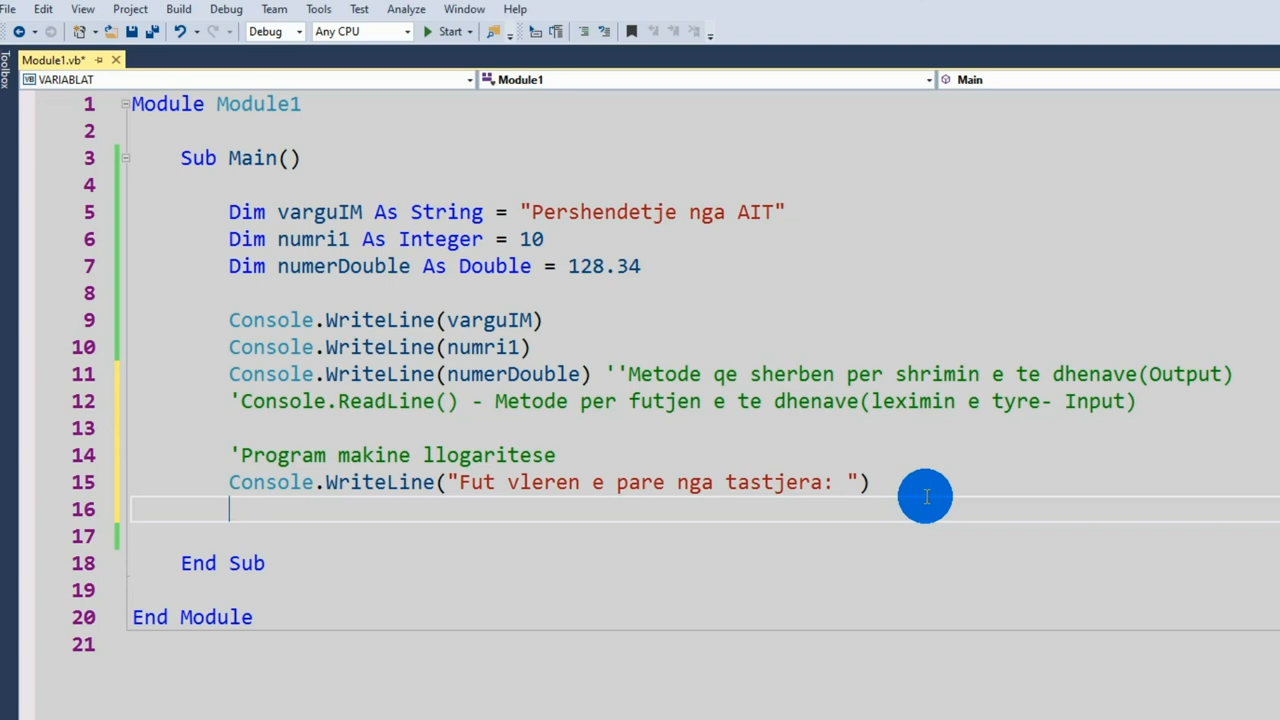 File Edit View Project Build Debug Team Tools Test Analyze Window Help
Debug Any CPU Start
Module1.vb*
Toolbox
VARIABLAT Module1 Main
1 Module Module1
2
3 Sub Main()
4
5 Dim varguIM As String = "Pershendetje nga AIT"
6 Dim numri1 As Integer = 10
7 Dim numerDouble As Double = 128.34
8
9 Console.WriteLine(varguIM)
10 Console.WriteLine(numri1)
11 Console.WriteLine(numerDouble) ''Metode qe sherben per shrimin e te dhenave(Output)
12 'Console.ReadLine() - Metode per futjen e te dhenave(leximin e tyre- Input)
13
14 'Program makine llogaritese
15 Console.WriteLine("Fut vleren e pare nga tastjera: ")
16
17
18 End Sub
19
20 End Module
21